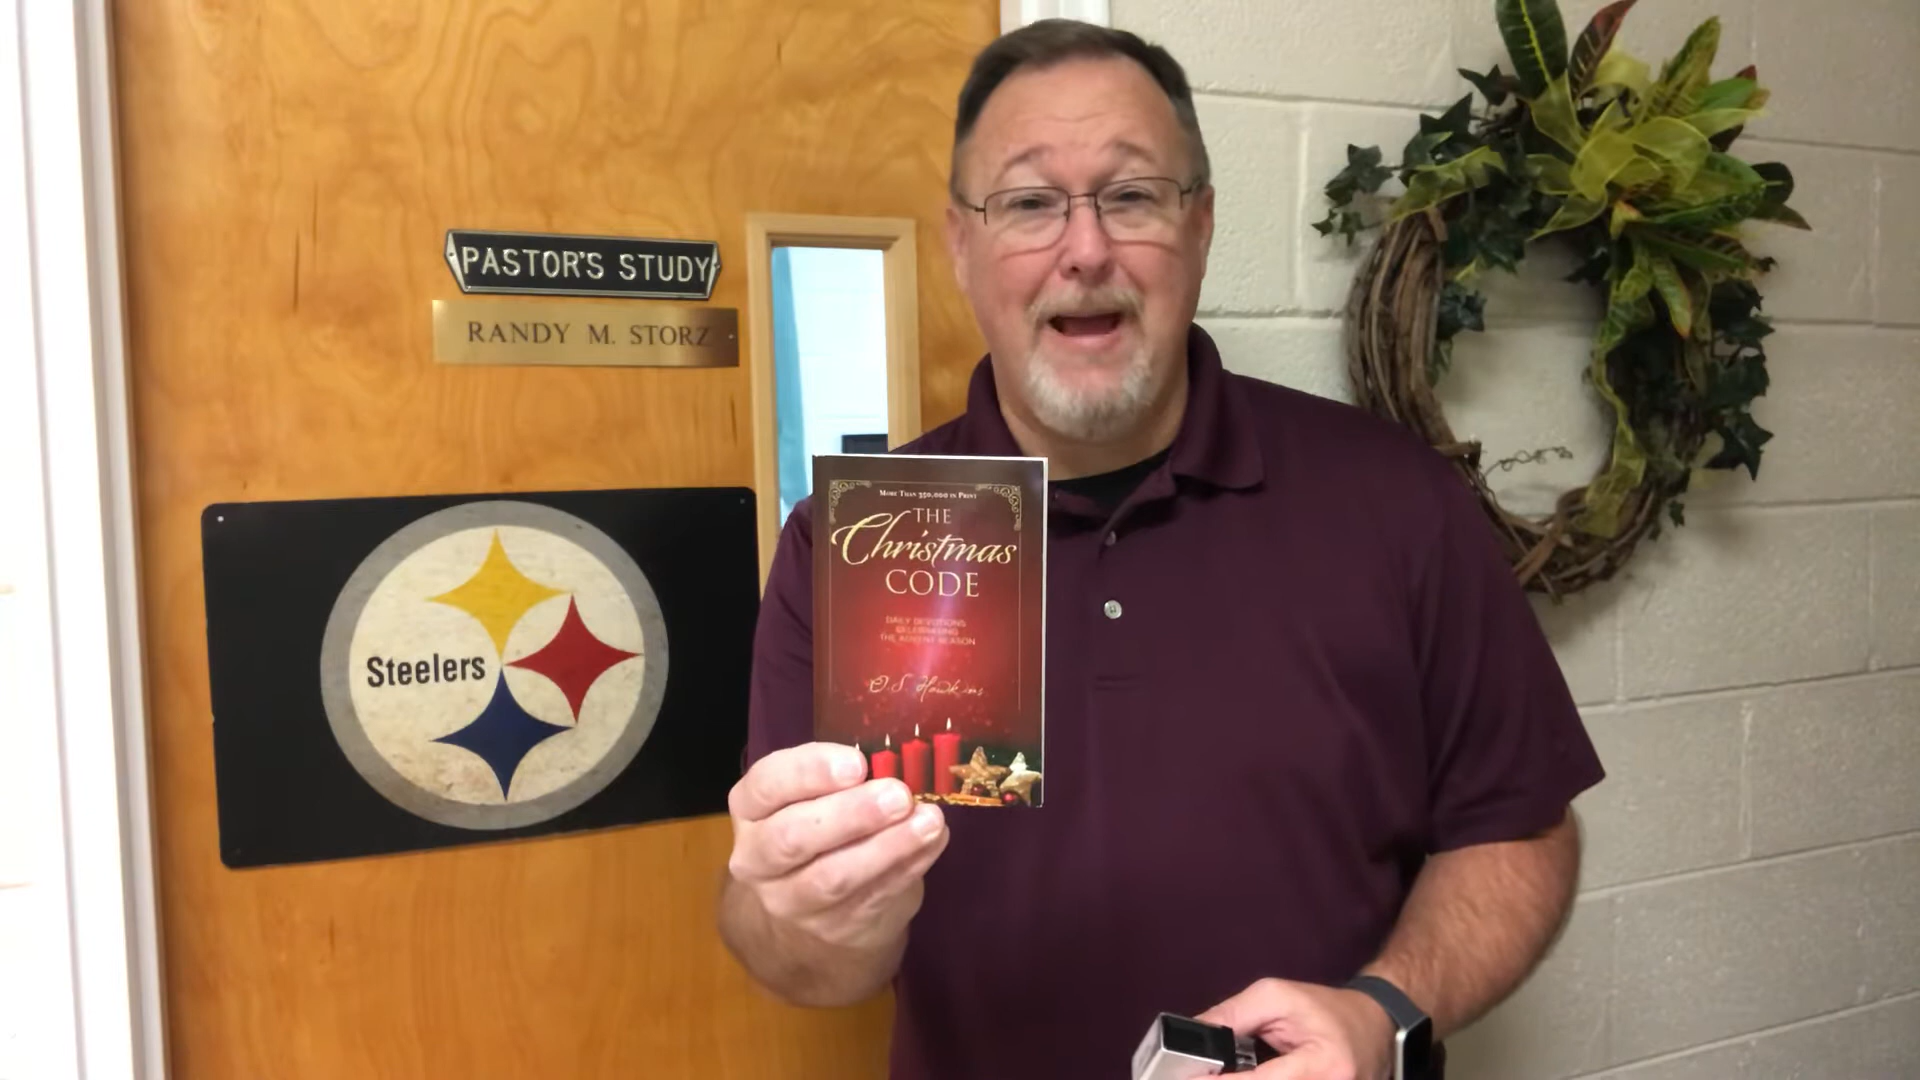 PASTOR'S STUDY
RANDY M. STORZ
Steelers
MORE THAN 350,000 IN PRINT
THE
Christmas
CODE
DAILY DEVOTIONS
CELEBRATING
THE ADVENT SEASON
O.S. Hawkins